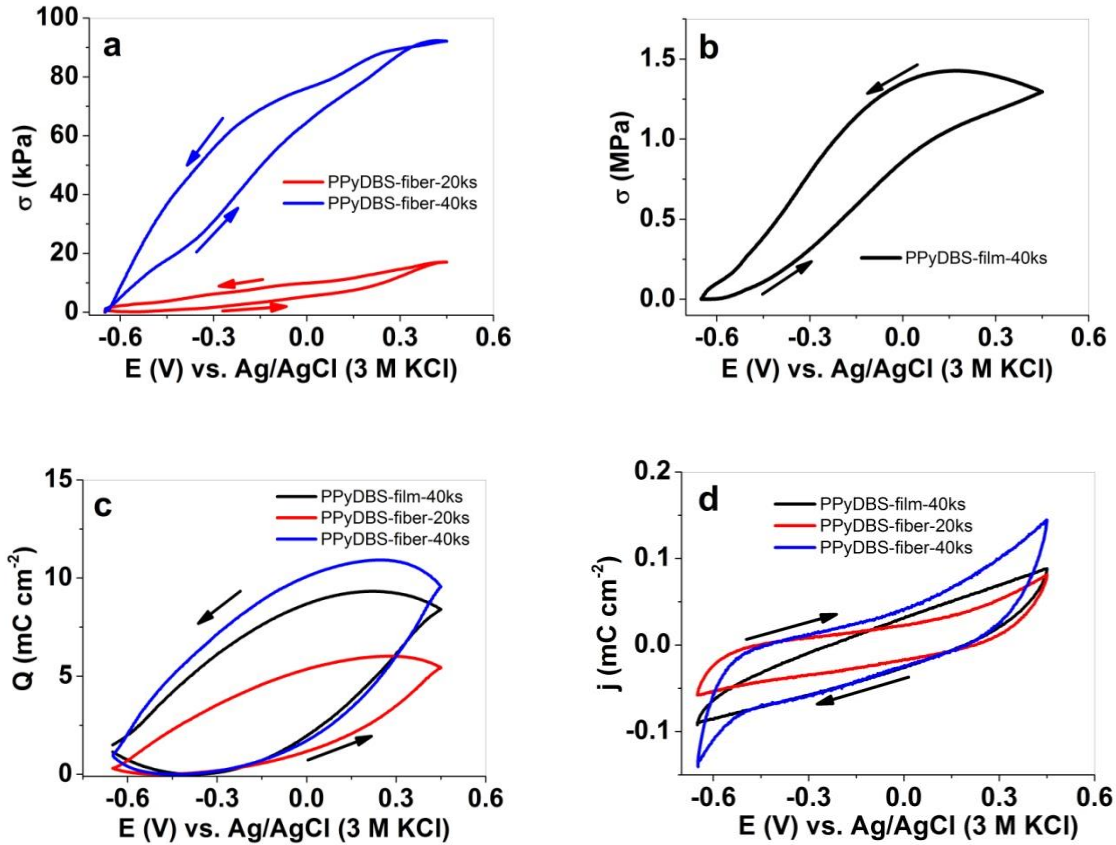 a
100
80
60
40
20
0
σ (kPa)
PPyDBS-fiber-20ks
PPyDBS-fiber-40ks
-0.6 -0.3 0.0 0.3 0.6
E (V) vs. Ag/AgCl (3 M KCl)
b
1.5
1.0
0.5
0.0
σ (MPa)
PPyDBS-film-40ks
-0.6 -0.3 0.0 0.3 0.6
E (V) vs. Ag/AgCl (3 M KCl)
c
15
10
5
0
Q (mC cm⁻²)
PPyDBS-film-40ks
PPyDBS-fiber-20ks
PPyDBS-fiber-40ks
-0.6 -0.3 0.0 0.3 0.6
E (V) vs. Ag/AgCl (3 M KCl)
d
0.2
0.1
0.0
-0.1
j (mC cm⁻²)
PPyDBS-film-40ks
PPyDBS-fiber-20ks
PPyDBS-fiber-40ks
-0.6 -0.3 0.0 0.3 0.6
E (V) vs. Ag/AgCl (3 M KCl)